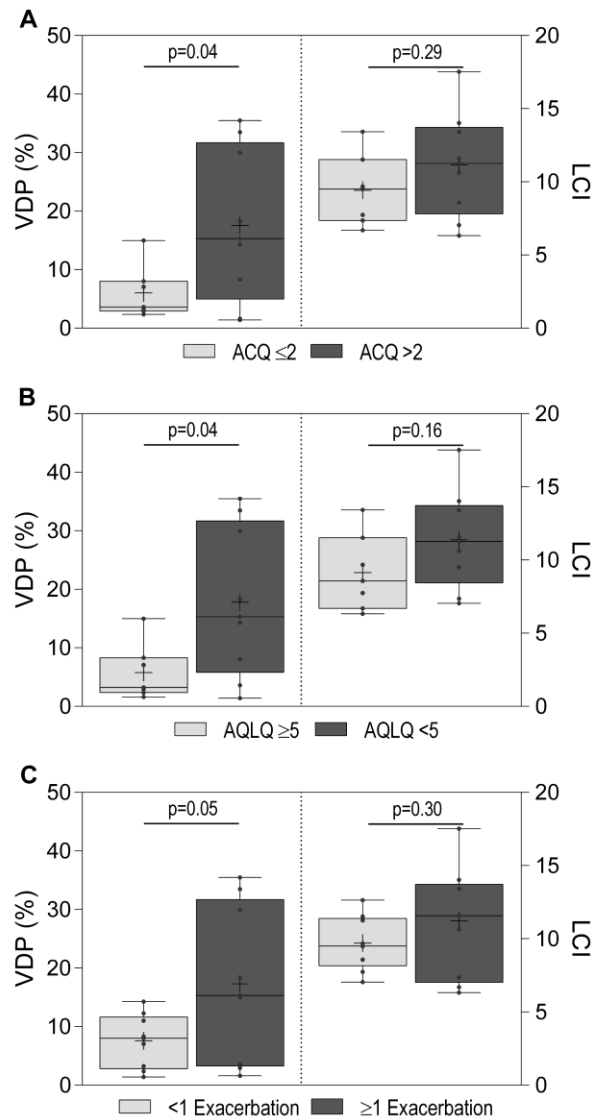 A
p=0.04
p=0.29
50
40
30
20
10
0
VDP (%)
20
15
10
5
0
LCI
ACQ ≤2
ACQ >2
B
p=0.04
p=0.16
50
40
30
20
10
0
VDP (%)
20
15
10
5
0
LCI
AQLQ ≥5
AQLQ <5
C
p=0.05
p=0.30
50
40
30
20
10
0
VDP (%)
20
15
10
5
0
LCI
<1 Exacerbation
≥1 Exacerbation